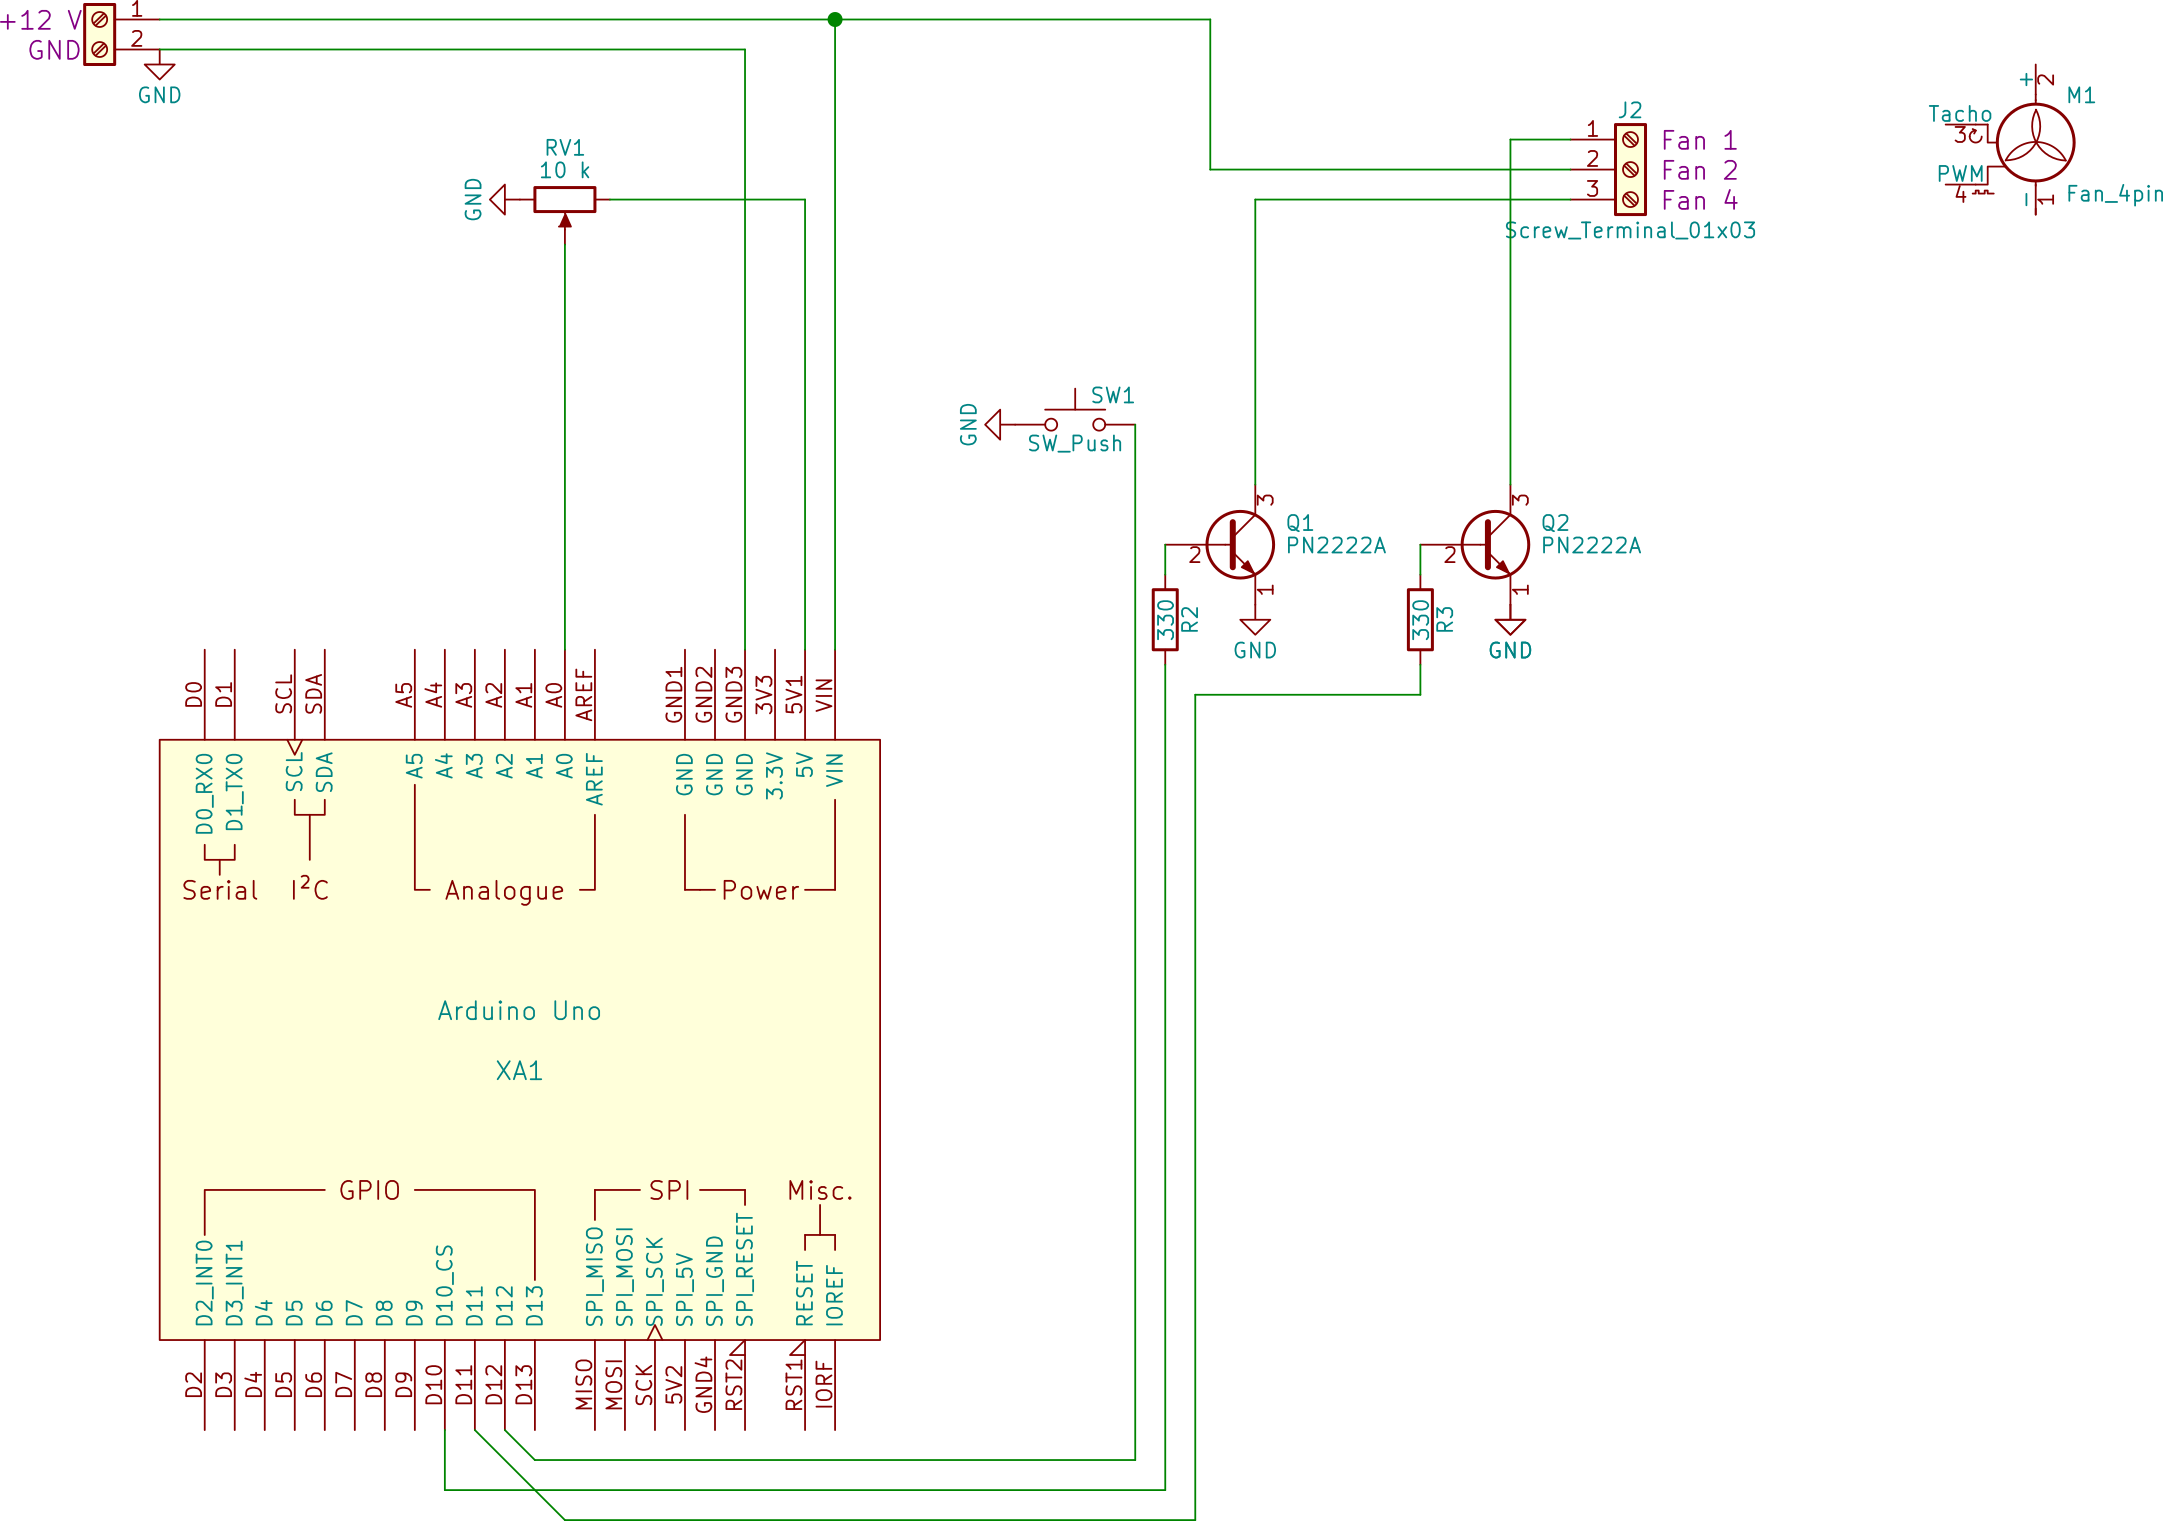 +12 V
1
GND
2
GND
RV1
10 k
GND
J2
1
Fan 1
2
Fan 2
3
Fan 4
Screw_Terminal_01x03
+
2
M1
Tacho
3
PWM
4
-
1
Fan_4pin
GND
SW1
SW_Push
3
Q1
PN2222A
2
1
GND
330
R2
3
Q2
PN2222A
2
1
GND
330
R3
D0
D1
SCL
SDA
A5
A4
A3
A2
A1
A0
AREF
GND1
GND2
GND3
3V3
5V1
VIN
D0_RX0
D1_TX0
SCL
SDA
A5
A4
A3
A2
A1
A0
AREF
GND
GND
GND
3.3V
5V
VIN
Serial
I²C
Analogue
Power
Arduino Uno
XA1
GPIO
SPI
Misc.
D2_INT0
D3_INT1
D4
D5
D6
D7
D8
D9
D10_CS
D11
D12
D13
SPI_MISO
SPI_MOSI
SPI_SCK
SPI_5V
SPI_GND
SPI_RESET
RESET
IOREF
D2
D3
D4
D5
D6
D7
D8
D9
D10
D11
D12
D13
MISO
MOSI
SCK
5V2
GND4
RST2
RST1
IORF